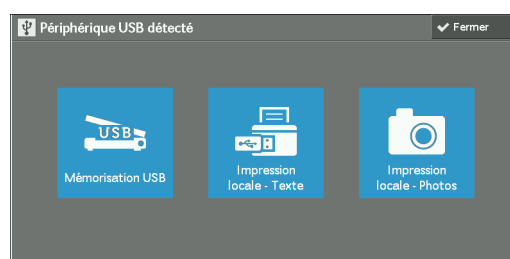 Périphérique USB détecté
Fermer
USB
Mémorisation USB
Impression
locale - Texte
Impression
locale - Photos